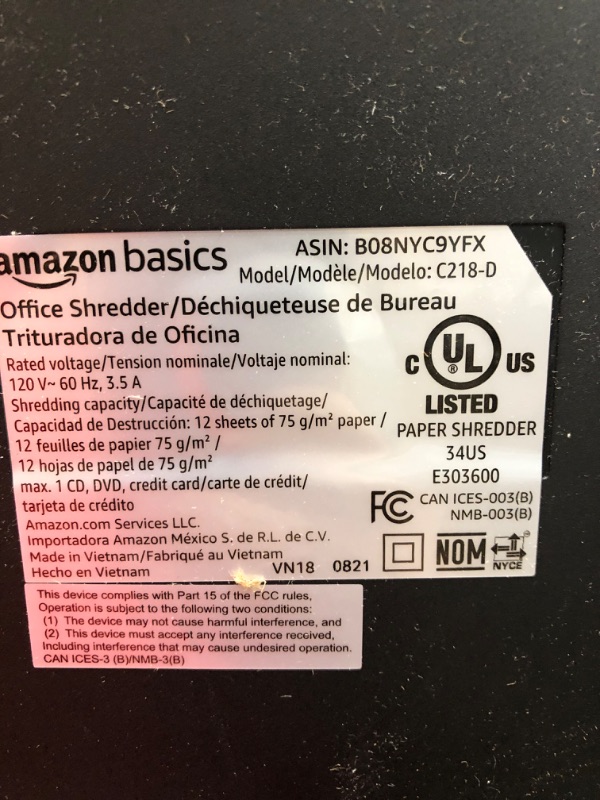 amazon basics
ASIN: B08NYC9YFX
Model/Modèle/Modelo: C218-D
Office Shredder/Déchiqueteuse de Bureau
Trituradora de Oficina
Rated voltage/Tension nominale/Voltaje nominal:
120 V~ 60 Hz, 3.5 A
Shredding capacity/Capacité de déchiquetage/
Capacidad de Destrucción: 12 sheets of 75 g/m² paper /
12 feuilles de papier 75 g/m² /
12 hojas de papel de 75 g/m²
max. 1 CD, DVD, credit card/carte de crédit/
tarjeta de crédito
Amazon.com Services LLC.
Importadora Amazon México S. de R.L. de C.V.
Made in Vietnam/Fabriqué au Vietnam
Hecho en Vietnam
VN18 0821
C UL ® US
LISTED
PAPER SHREDDER
34US
E303600
FC CAN ICES-003(B)
NMB-003(B)
NOM
NYCE
This device complies with Part 15 of the FCC rules,
Operation is subject to the following two conditions:
(1) The device may not cause harmful interference, and
(2) This device must accept any interference received,
Including interference that may cause undesired operation.
CAN ICES-3 (B)/NMB-3(B)